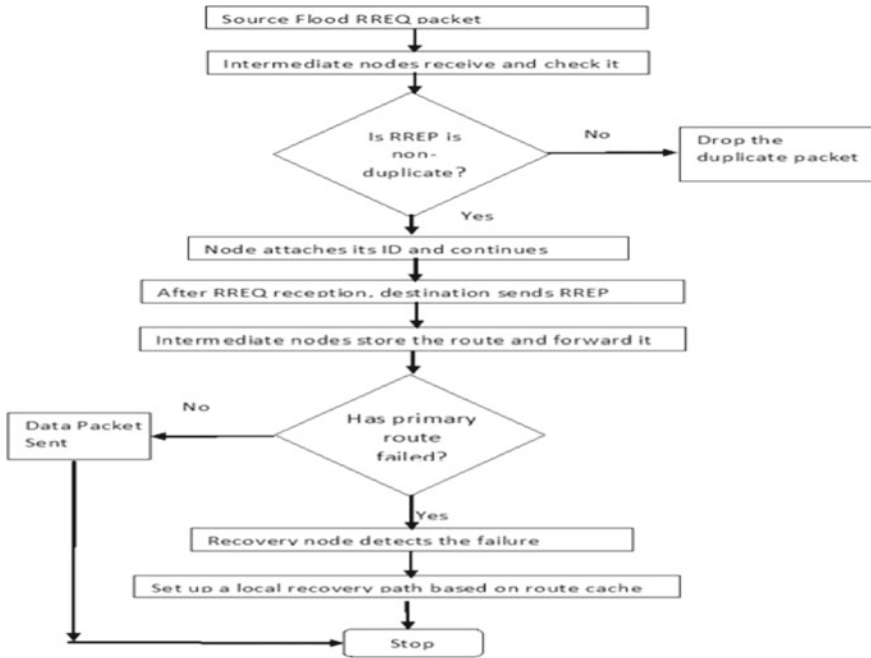 Source Flood RREQ packet
Intermediate nodes receive and check it
Is RREP is
non-
duplicate?
No
Drop the
duplicate packet
Yes
Node attaches its ID and continues
After RREQ reception, destination sends RREP
Intermediate nodes store the route and forward it
No
Has primary
route
failed?
Data Packet
Sent
Yes
Recovery node detects the failure
Set up a local recovery path based on route cache
Stop